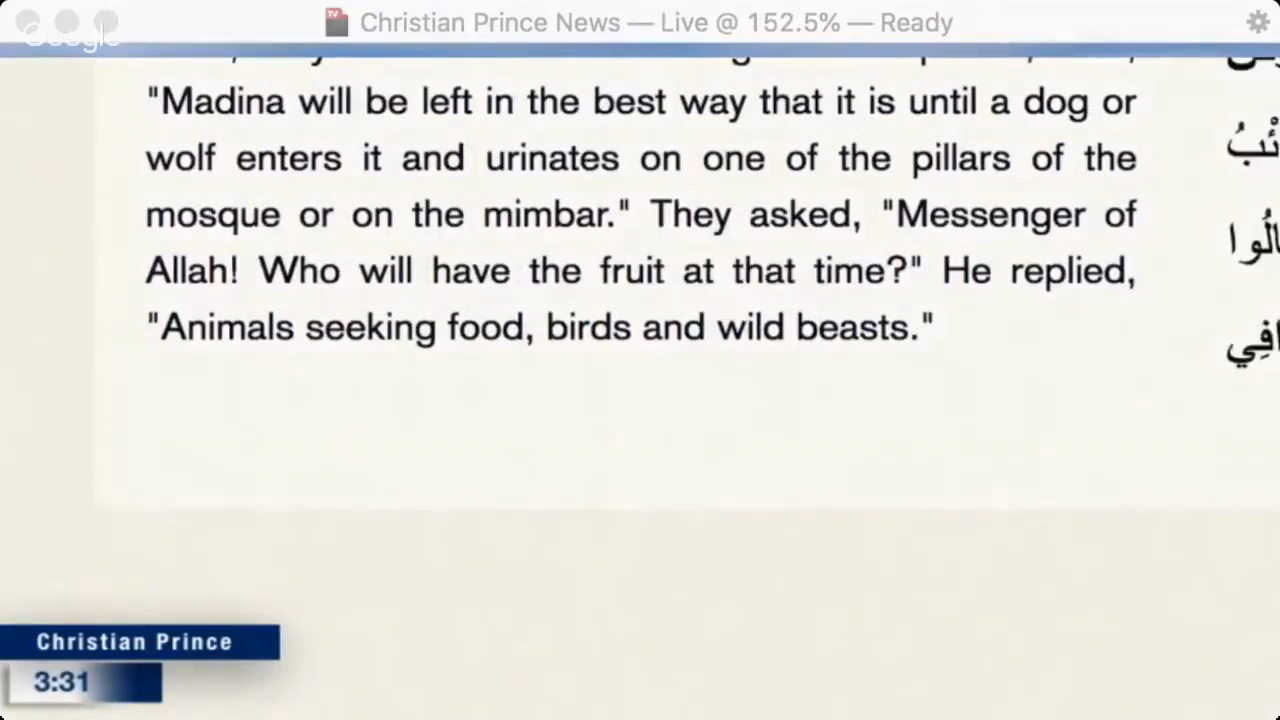 Christian Prince News — Live @ 152.5% — Ready
Google
"Madina will be left in the best way that it is until a dog or
wolf enters it and urinates on one of the pillars of the
mosque or on the mimbar." They asked, "Messenger of
Allah! Who will have the fruit at that time?" He replied,
"Animals seeking food, birds and wild beasts."
Christian Prince
3:31